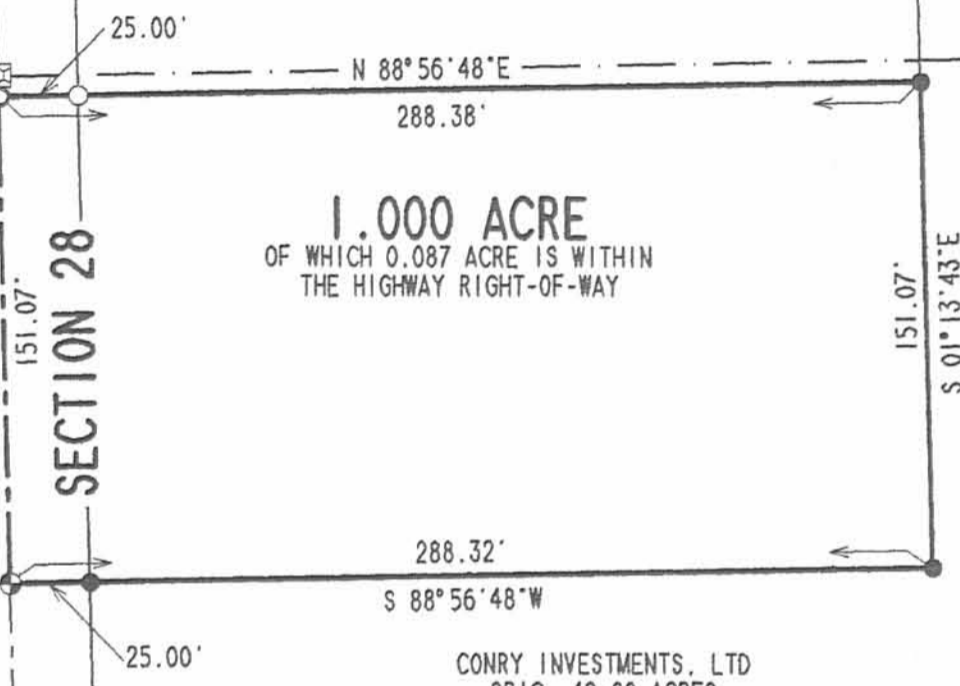 25.00'
N 88°56'48"E
288.38'
1.000 ACRE
OF WHICH 0.087 ACRE IS WITHIN
THE HIGHWAY RIGHT-OF-WAY
151.07'
SECTION 28
151.07'
S 01°13'43"E
288.32'
S 88°56'48"W
25.00'
CONRY INVESTMENTS, LTD